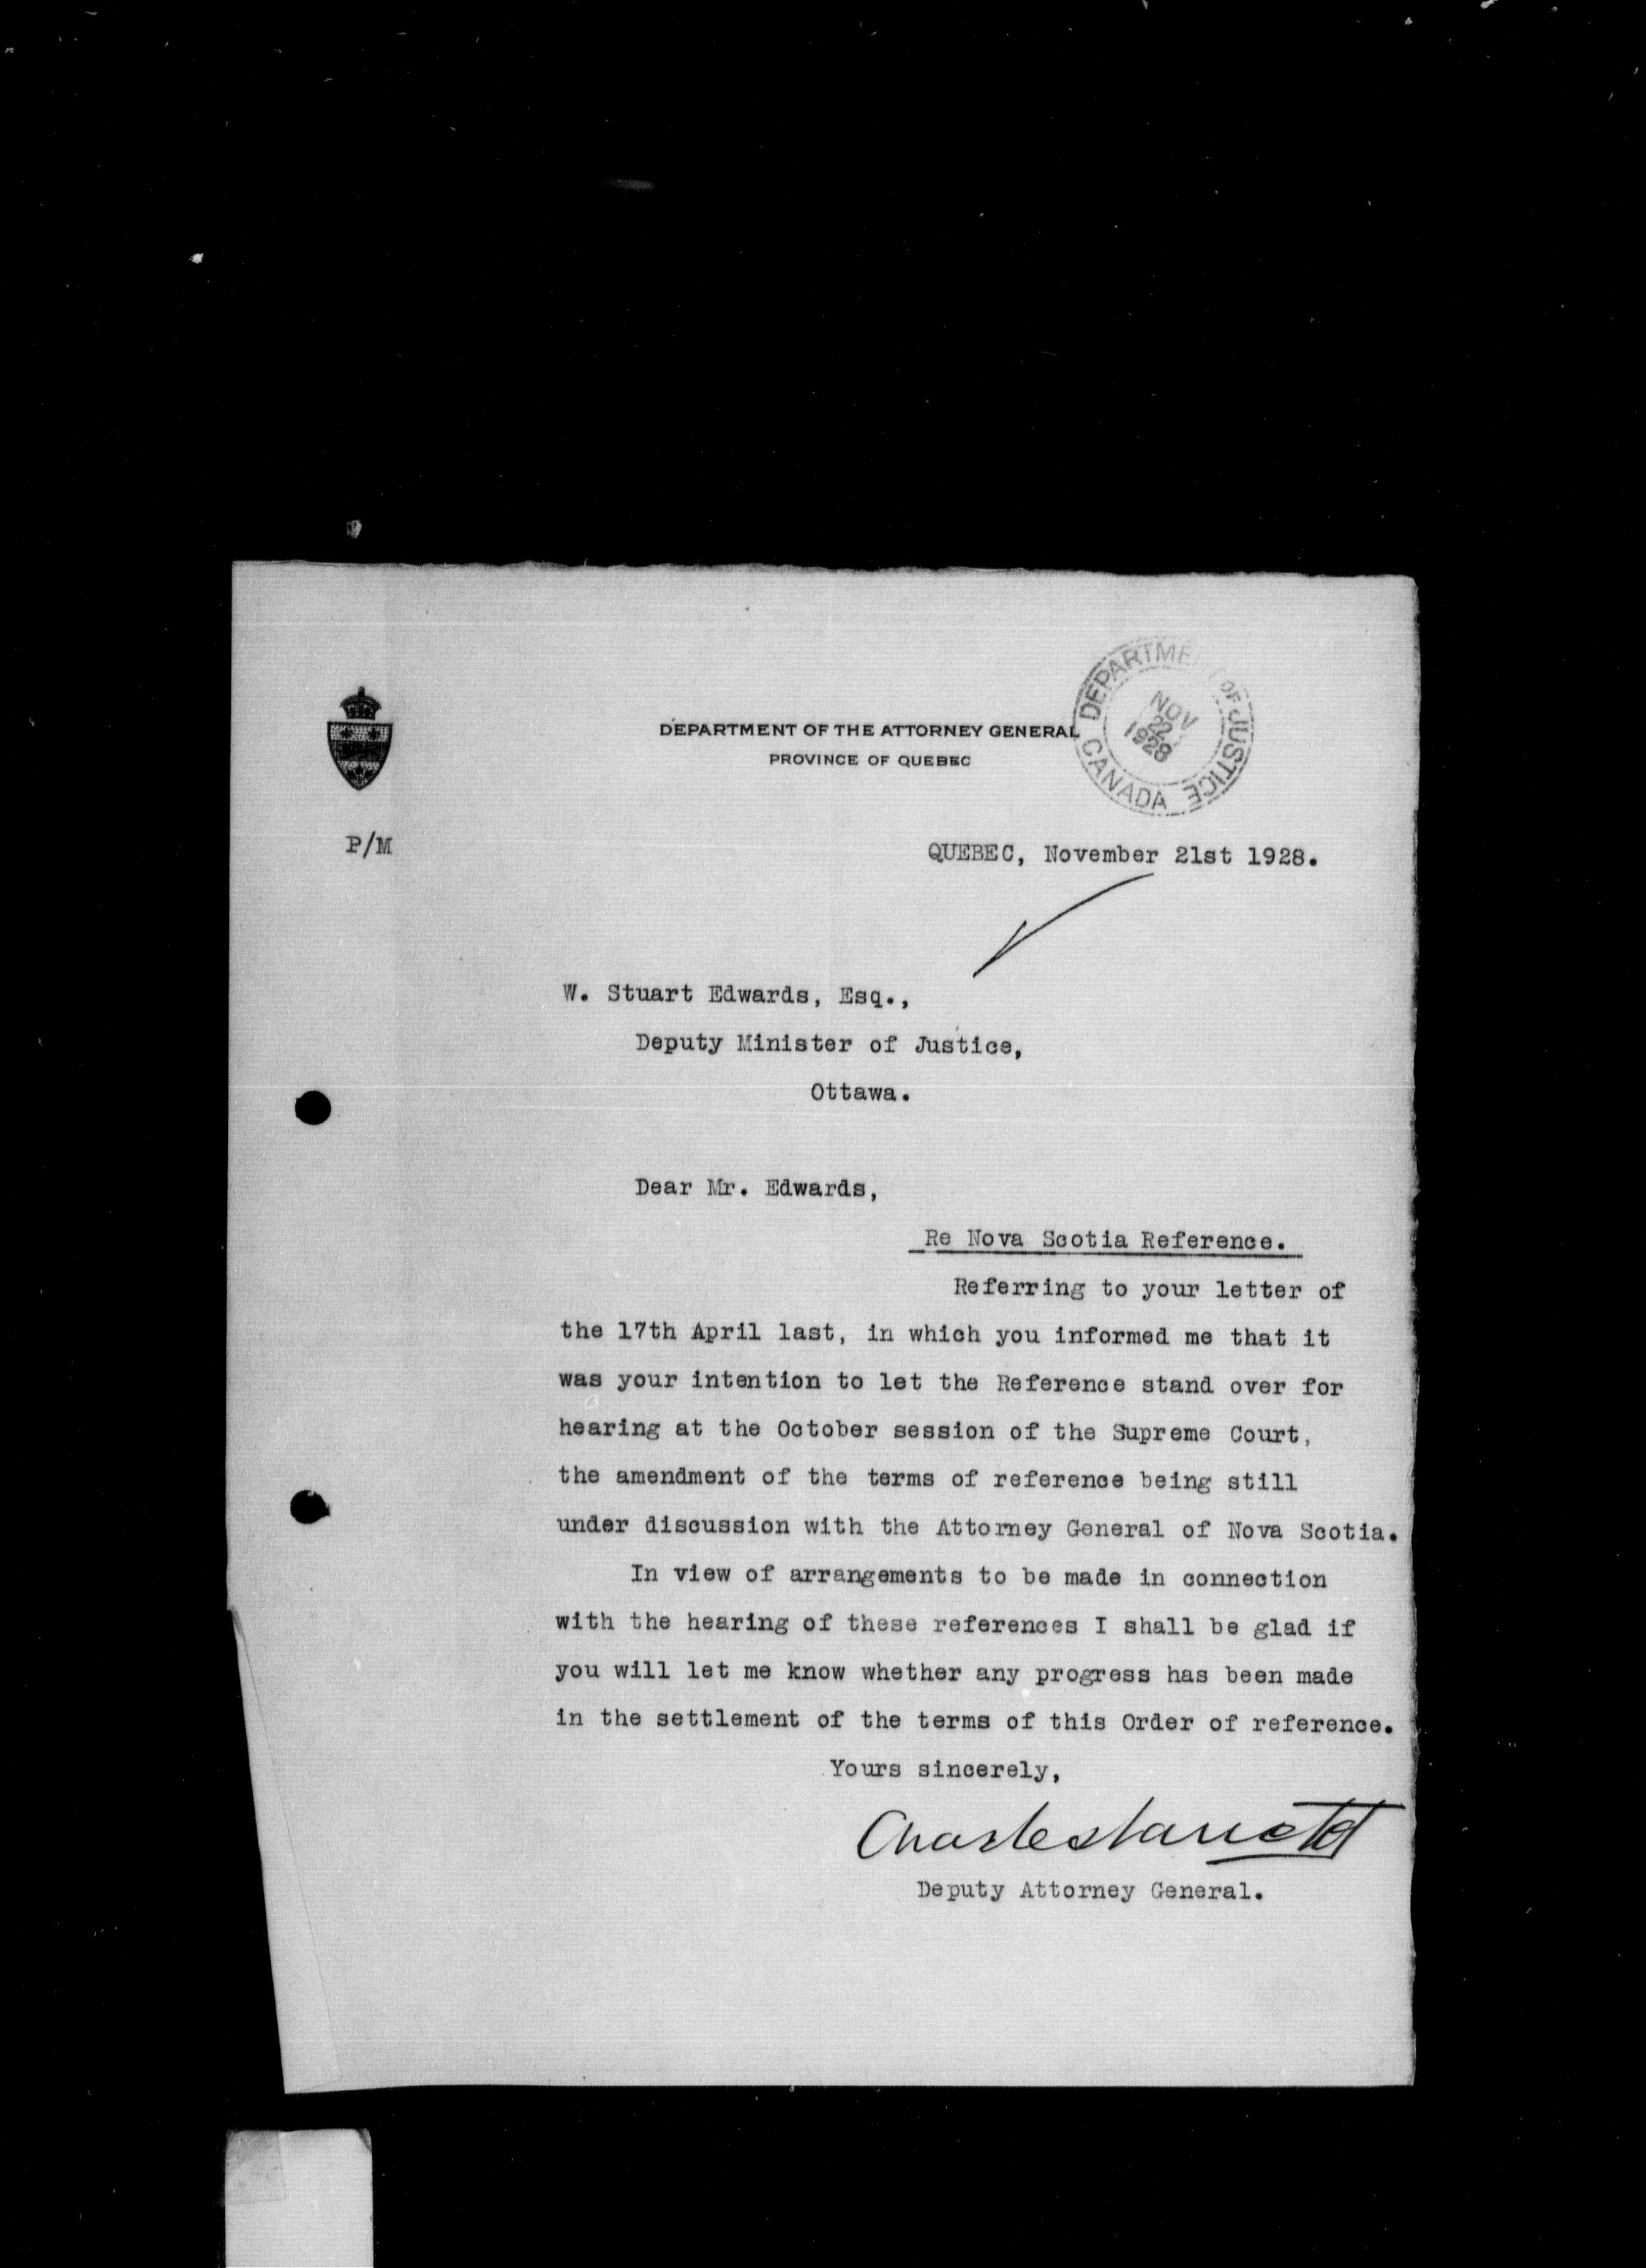 DEPARTMENT OF THE ATTORNEY GENERAL
PROVINCE OF QUEBEC
DEPARTMENT OF JUSTICE
NOV
22
1928
CANADA
P/M
QUEBEC, November 21st 1928.
W. Stuart Edwards, Esq.,
Deputy Minister of Justice,
Ottawa.
Dear Mr. Edwards,
Re Nova Scotia Reference.
Referring to your letter of
the 17th April last, in which you informed me that it
was your intention to let the Reference stand over for
hearing at the October session of the Supreme Court,
the amendment of the terms of reference being still
under discussion with the Attorney General of Nova Scotia.
In view of arrangements to be made in connection
with the hearing of these references I shall be glad if
you will let me know whether any progress has been made
in the settlement of the terms of this Order of reference.
Yours sincerely,
Charles Lanctot
Deputy Attorney General.